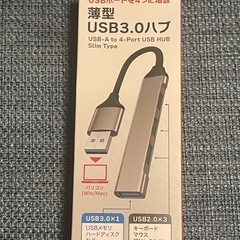 USBポートを4つに増設
薄型
USB3.0ハブ
USB-A to 4-Port USB HUB
Slim Type
パソコン
(Win/Mac)
USB3.0×1
USBメモリ
ハードディスク
USB2.0×3
キーボード
マウス